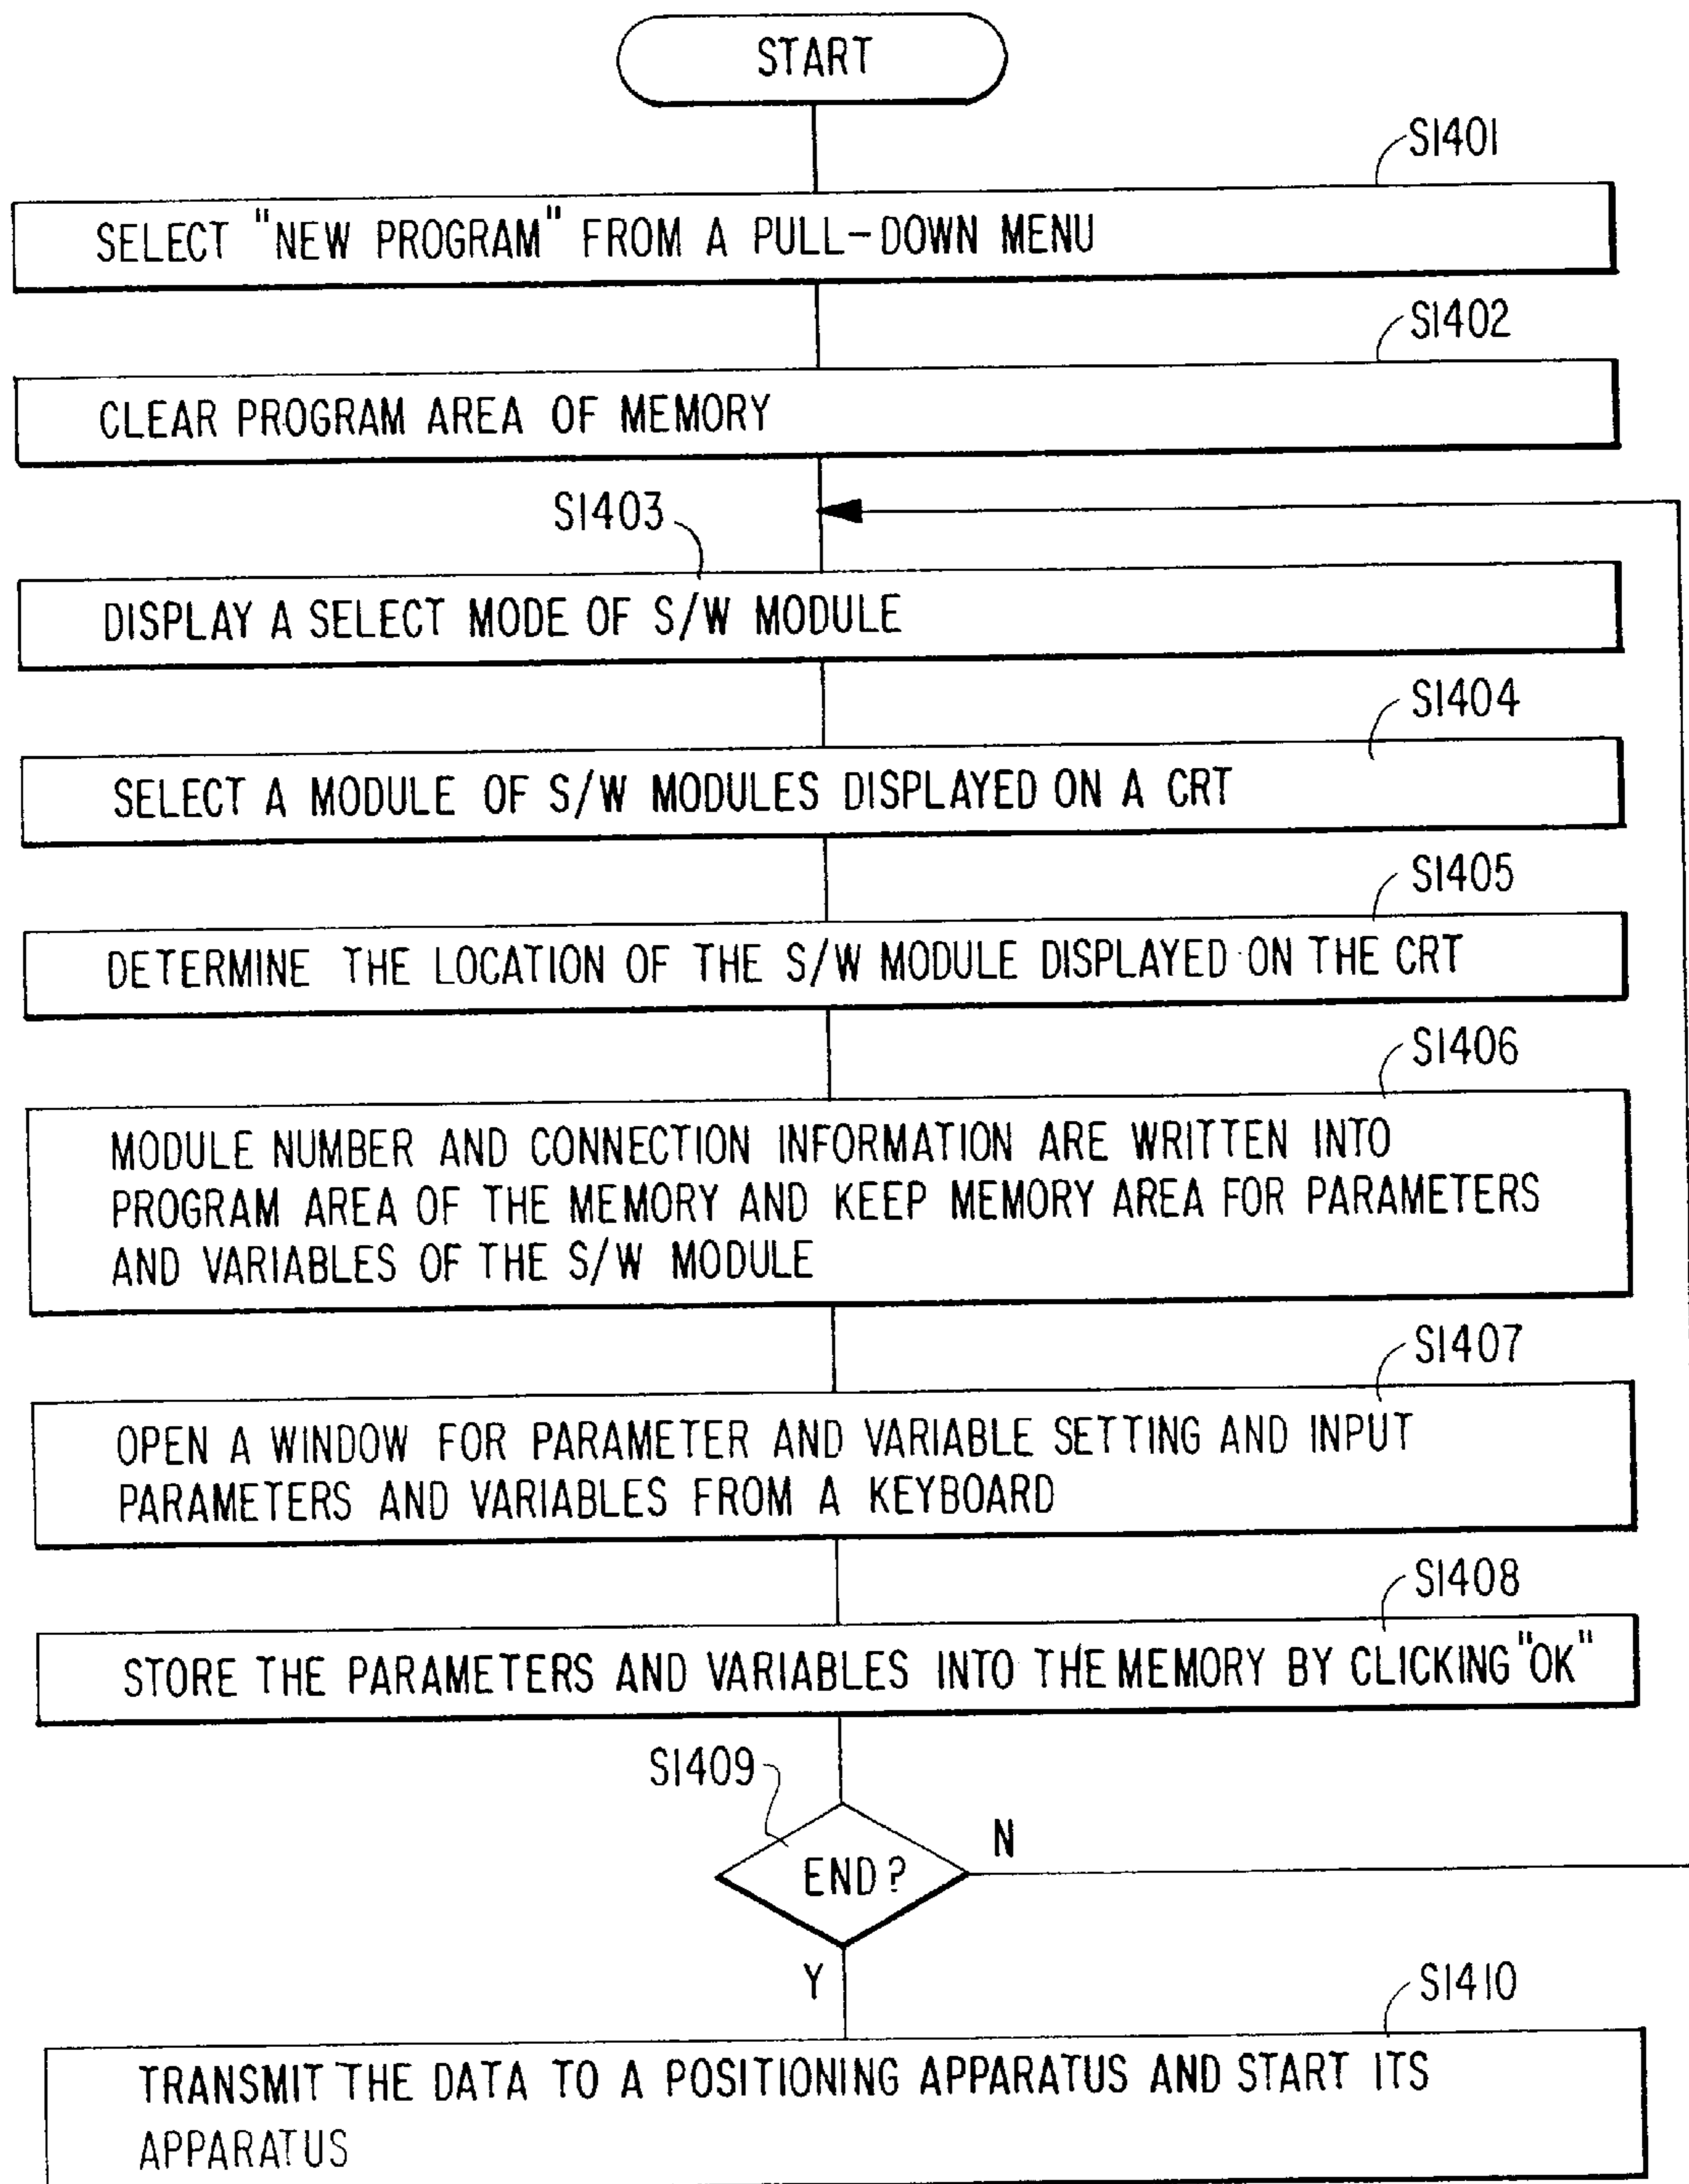 START
S1401
SELECT "NEW PROGRAM" FROM A PULL-DOWN MENU
S1402
CLEAR PROGRAM AREA OF MEMORY
S1403
DISPLAY A SELECT MODE OF S/W MODULE
S1404
SELECT A MODULE OF S/W MODULES DISPLAYED ON A CRT
S1405
DETERMINE THE LOCATION OF THE S/W MODULE DISPLAYED ON THE CRT
S1406
MODULE NUMBER AND CONNECTION INFORMATION ARE WRITTEN INTO
PROGRAM AREA OF THE MEMORY AND KEEP MEMORY AREA FOR PARAMETERS
AND VARIABLES OF THE S/W MODULE
S1407
OPEN A WINDOW FOR PARAMETER AND VARIABLE SETTING AND INPUT
PARAMETERS AND VARIABLES FROM A KEYBOARD
S1408
STORE THE PARAMETERS AND VARIABLES INTO THE MEMORY BY CLICKING "OK"
S1409
END?
N
Y
S1410
TRANSMIT THE DATA TO A POSITIONING APPARATUS AND START ITS
APPARATUS